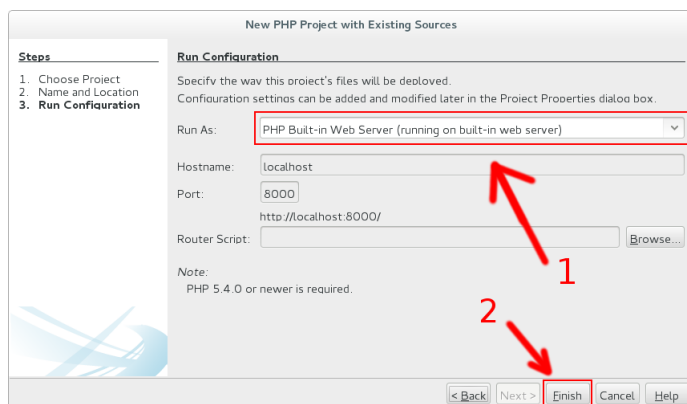 New PHP Project with Existing Sources
Steps
1. Choose Project
2. Name and Location
3. Run Configuration
Run Configuration
Specify the way this project's files will be deployed.
Configuration settings can be added and modified later in the Project Properties dialog box.
Run As: PHP Built-in Web Server (running on built-in web server)
Hostname: localhost
Port: 8000
http://localhost:8000/
Router Script: Browse...
Note:
PHP 5.4.0 or newer is required.
1
2
< Back Next > Finish Cancel Help